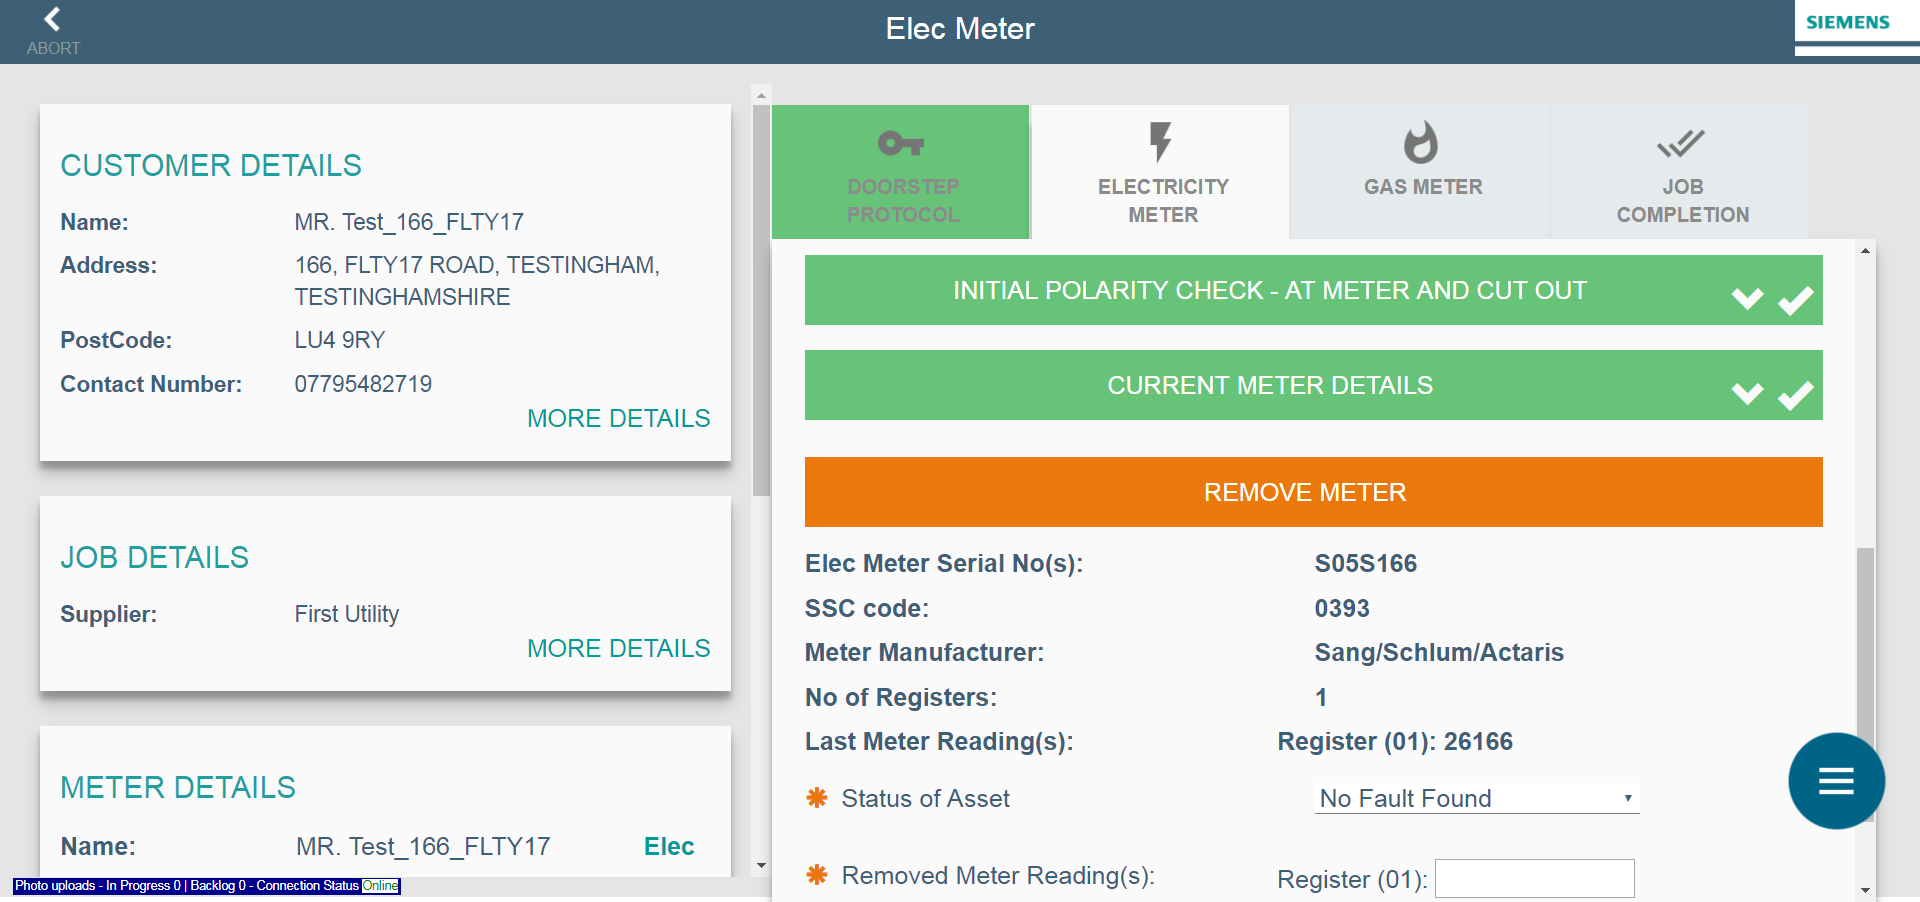 ABORT
Elec Meter
SIEMENS
CUSTOMER DETAILS
Name: MR. Test_166_FLTY17
Address: 166, FLTY17 ROAD, TESTINGHAM,
TESTINGHAMSHIRE
PostCode: LU4 9RY
Contact Number: 07795482719
MORE DETAILS
JOB DETAILS
Supplier: First Utility
MORE DETAILS
METER DETAILS
Name: MR. Test_166_FLTY17 Elec
Photo uploads - In Progress 0 | Backlog 0 - Connection Status Online
DOORSTEP
PROTOCOL
ELECTRICITY
METER
GAS METER
JOB
COMPLETION
INITIAL POLARITY CHECK - AT METER AND CUT OUT
CURRENT METER DETAILS
REMOVE METER
Elec Meter Serial No(s): S05S166
SSC code: 0393
Meter Manufacturer: Sang/Schlum/Actaris
No of Registers: 1
Last Meter Reading(s): Register (01): 26166
Status of Asset No Fault Found
Removed Meter Reading(s): Register (01):